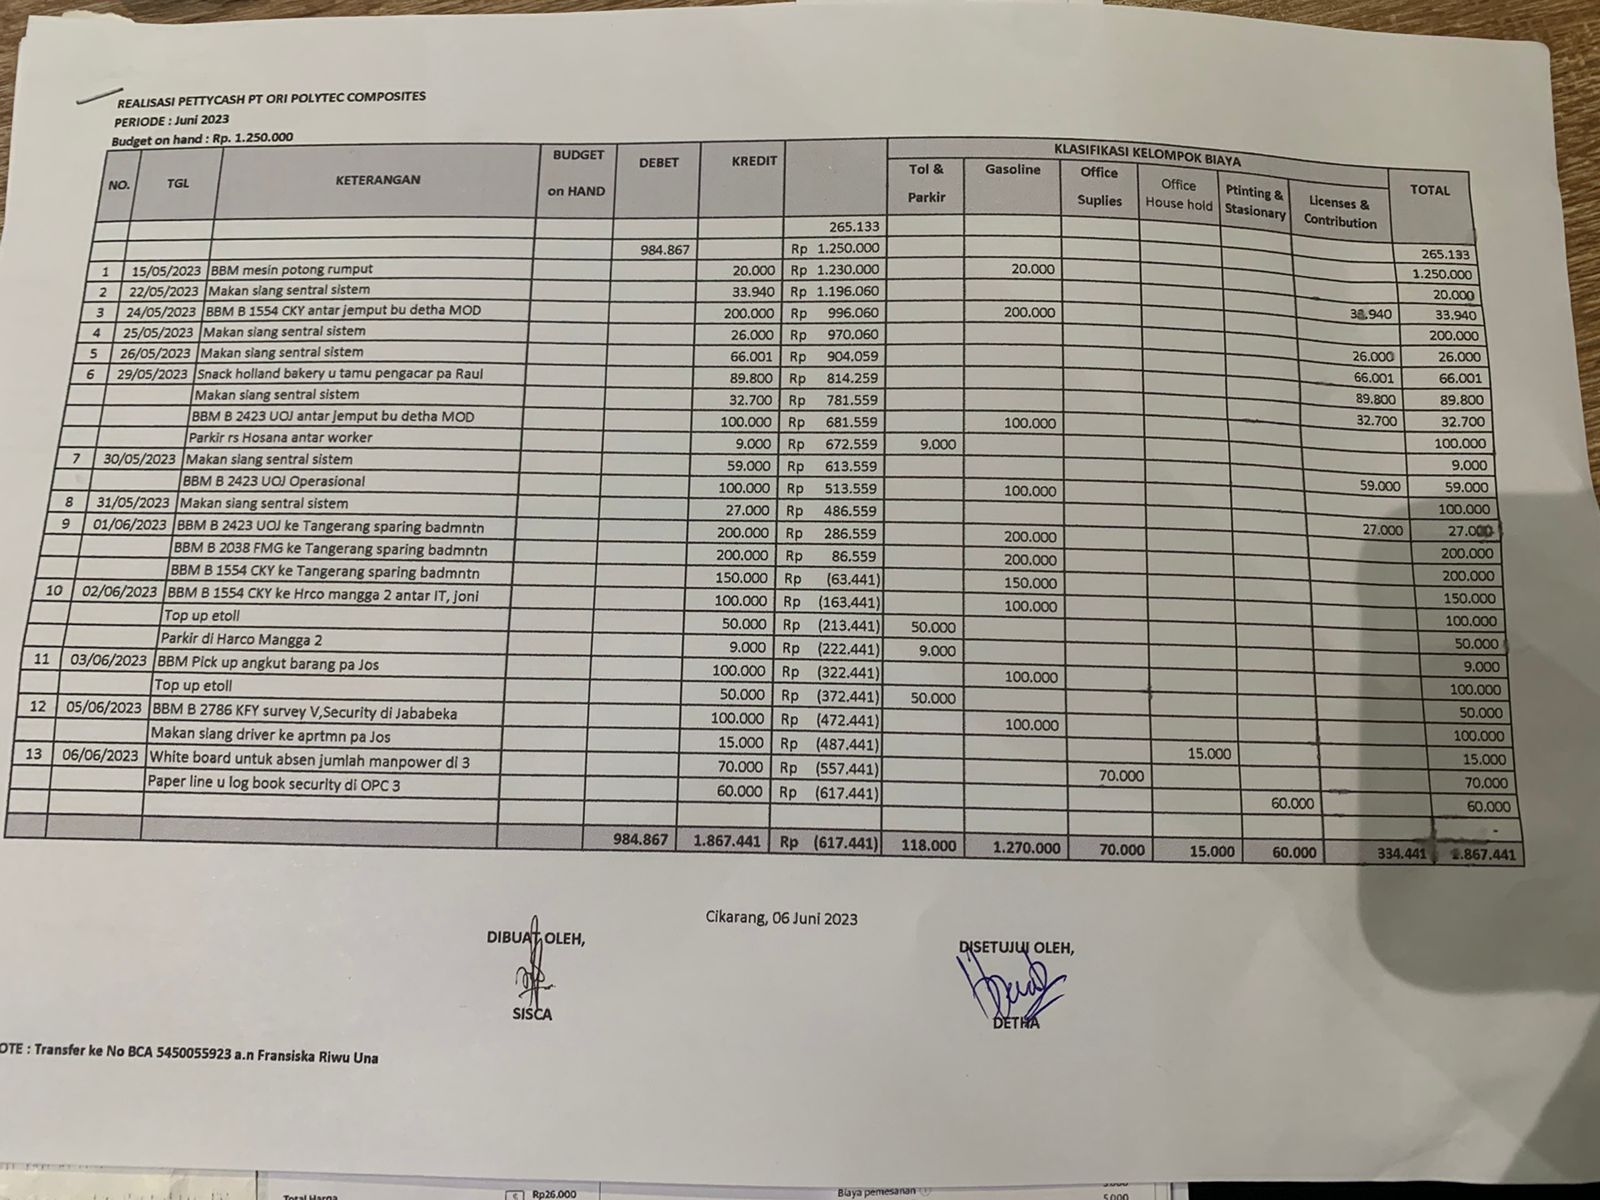 REALISASI PETTYCASH PT ORI POLYTEC COMPOSITES
PERIODE : Juni 2023
Budget on hand : Rp. 1.250.000
NO. TGL KETERANGAN BUDGET on HAND DEBET KREDIT KLASIFIKASI KELOMPOK BIAYA TOTAL
Tol & Parkir Gasoline Office Suplies Office House hold Ptinting & Stasionary Licenses & Contribution
265.133 265.133
984.867 Rp 1.250.000 1.250.000
1 15/05/2023 BBM mesin potong rumput 20.000 Rp 1.230.000 20.000 20.000
2 22/05/2023 Makan siang sentral sistem 33.940 Rp 1.196.060 33.940 33.940
3 24/05/2023 BBM B 1554 CKY antar jemput bu detha MOD 200.000 Rp 996.060 200.000 200.000
4 25/05/2023 Makan siang sentral sistem 26.000 Rp 970.060 26.000 26.000
5 26/05/2023 Makan siang sentral sistem 66.001 Rp 904.059 66.001 66.001
6 29/05/2023 Snack holland bakery u tamu pengacar pa Raul 89.800 Rp 814.259 89.800 89.800
Makan siang sentral sistem 32.700 Rp 781.559 32.700 32.700
BBM B 2423 UOJ antar jemput bu detha MOD 100.000 Rp 681.559 100.000 100.000
Parkir rs Hosana antar worker 9.000 Rp 672.559 9.000 9.000
7 30/05/2023 Makan siang sentral sistem 59.000 Rp 613.559 59.000 59.000
BBM B 2423 UOJ Operasional 100.000 Rp 513.559 100.000 100.000
8 31/05/2023 Makan siang sentral sistem 27.000 Rp 486.559 27.000 27.000
9 01/06/2023 BBM B 2423 UOJ ke Tangerang sparing badmntn 200.000 Rp 286.559 200.000 200.000
BBM B 2038 FMG ke Tangerang sparing badmntn 200.000 Rp 86.559 200.000 200.000
BBM B 1554 CKY ke Tangerang sparing badmntn 150.000 Rp (63.441) 150.000 150.000
10 02/06/2023 BBM B 1554 CKY ke Hrco mangga 2 antar IT, joni 100.000 Rp (163.441) 100.000 100.000
Top up etoll 50.000 Rp (213.441) 50.000 50.000
Parkir di Harco Mangga 2 9.000 Rp (222.441) 9.000 9.000
11 03/06/2023 BBM Pick up angkut barang pa Jos 100.000 Rp (322.441) 100.000 100.000
Top up etoll 50.000 Rp (372.441) 50.000 50.000
12 05/06/2023 BBM B 2786 KFY survey V,Security di Jababeka 100.000 Rp (472.441) 100.000 100.000
Makan slang driver ke aprtmn pa Jos 15.000 Rp (487.441) 15.000 15.000
13 06/06/2023 White board untuk absen jumlah manpower di 3 70.000 Rp (557.441) 70.000 70.000
Paper line u log book security di OPC 3 60.000 Rp (617.441) 60.000 60.000
-
984.867 1.867.441 Rp (617.441) 118.000 1.270.000 70.000 15.000 60.000 334.441 1.867.441
Cikarang, 06 Juni 2023
DIBUAT OLEH, DISETUJUI OLEH,
SISCA DETHA
OTE : Transfer ke No BCA 5450055923 a.n Fransiska Riwu Una
Total Harga Rp26.000 Biaya pemesanan
5.000